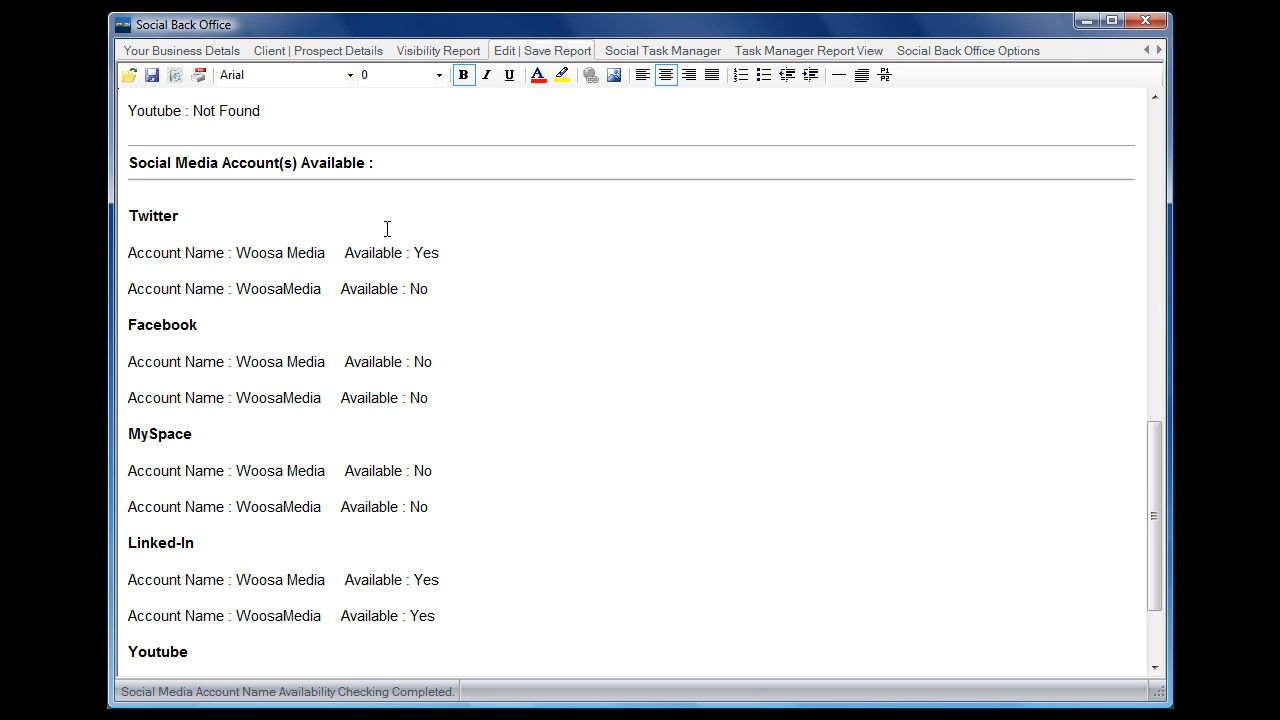 Social Back Office
Your Business Detals Client | Prospect Details Visibility Report Edit | Save Report Social Task Manager Task Manager Report View Social Back Office Options
Arial 0 B I U A P1 P2
Youtube : Not Found
Social Media Account(s) Available :
Twitter
Account Name : Woosa Media Available : Yes
Account Name : WoosaMedia Available : No
Facebook
Account Name : Woosa Media Available : No
Account Name : WoosaMedia Available : No
MySpace
Account Name : Woosa Media Available : No
Account Name : WoosaMedia Available : No
Linked-In
Account Name : Woosa Media Available : Yes
Account Name : WoosaMedia Available : Yes
Youtube
Social Media Account Name Availability Checking Completed.